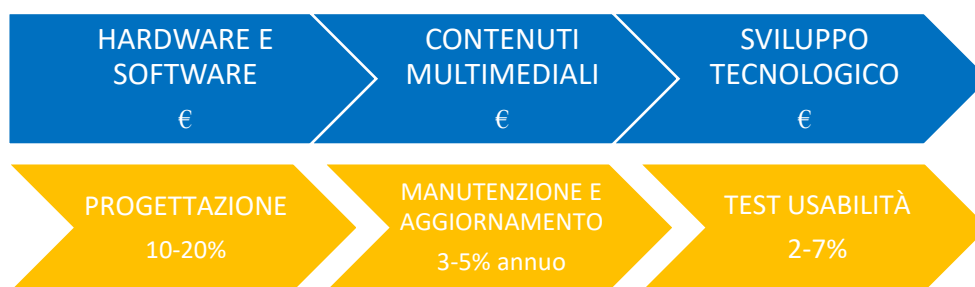 HARDWARE E
SOFTWARE
€
CONTENUTI
MULTIMEDIALI
€
SVILUPPO
TECNOLOGICO
€
PROGETTAZIONE
10-20%
MANUTENZIONE E
AGGIORNAMENTO
3-5% annuo
TEST USABILITÀ
2-7%